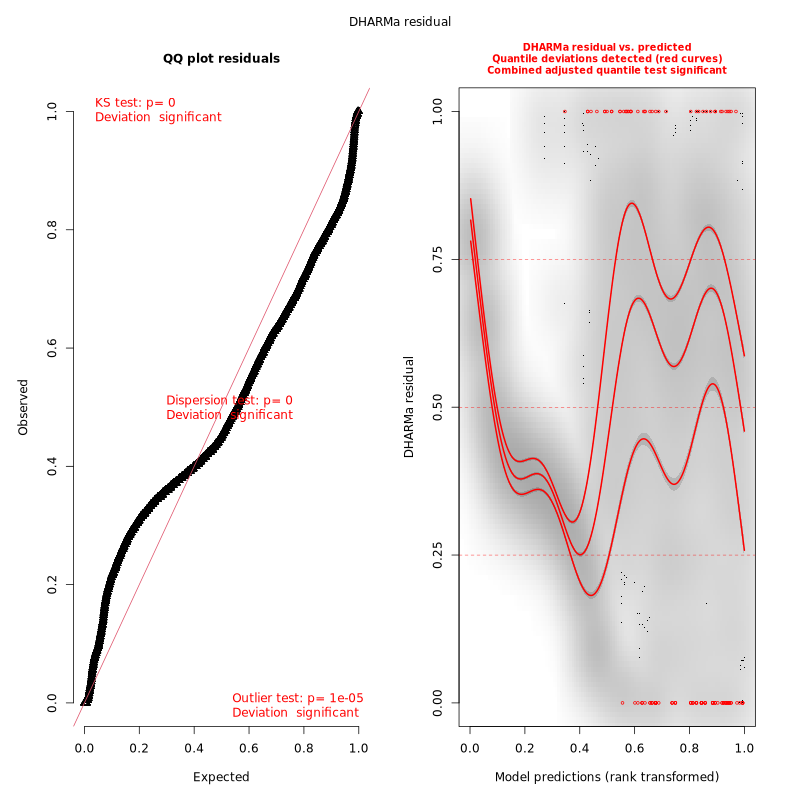 DHARMa residual
QQ plot residuals
KS test: p= 0
Deviation  significant
Dispersion test: p= 0
Deviation  significant
Outlier test: p= 1e-05
Deviation  significant
Observed
0.0
0.2
0.4
0.6
0.8
1.0
0.0
0.2
0.4
0.6
0.8
1.0
Expected
DHARMa residual vs. predicted
Quantile deviations detected (red curves)
Combined adjusted quantile test significant
DHARMa residual
0.00
0.25
0.50
0.75
1.00
0.0
0.2
0.4
0.6
0.8
1.0
Model predictions (rank transformed)